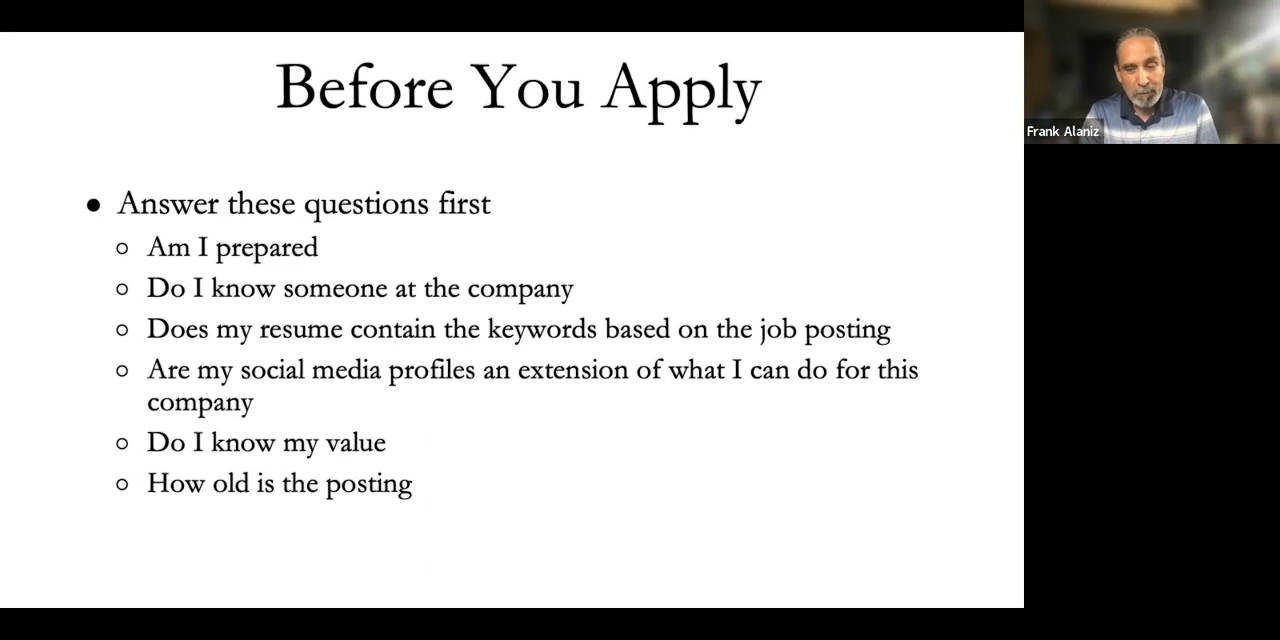 Before You Apply
● Answer these questions first
○ Am I prepared
○ Do I know someone at the company
○ Does my resume contain the keywords based on the job posting
○ Are my social media profiles an extension of what I can do for this
company
○ Do I know my value
○ How old is the posting
Frank Alaniz